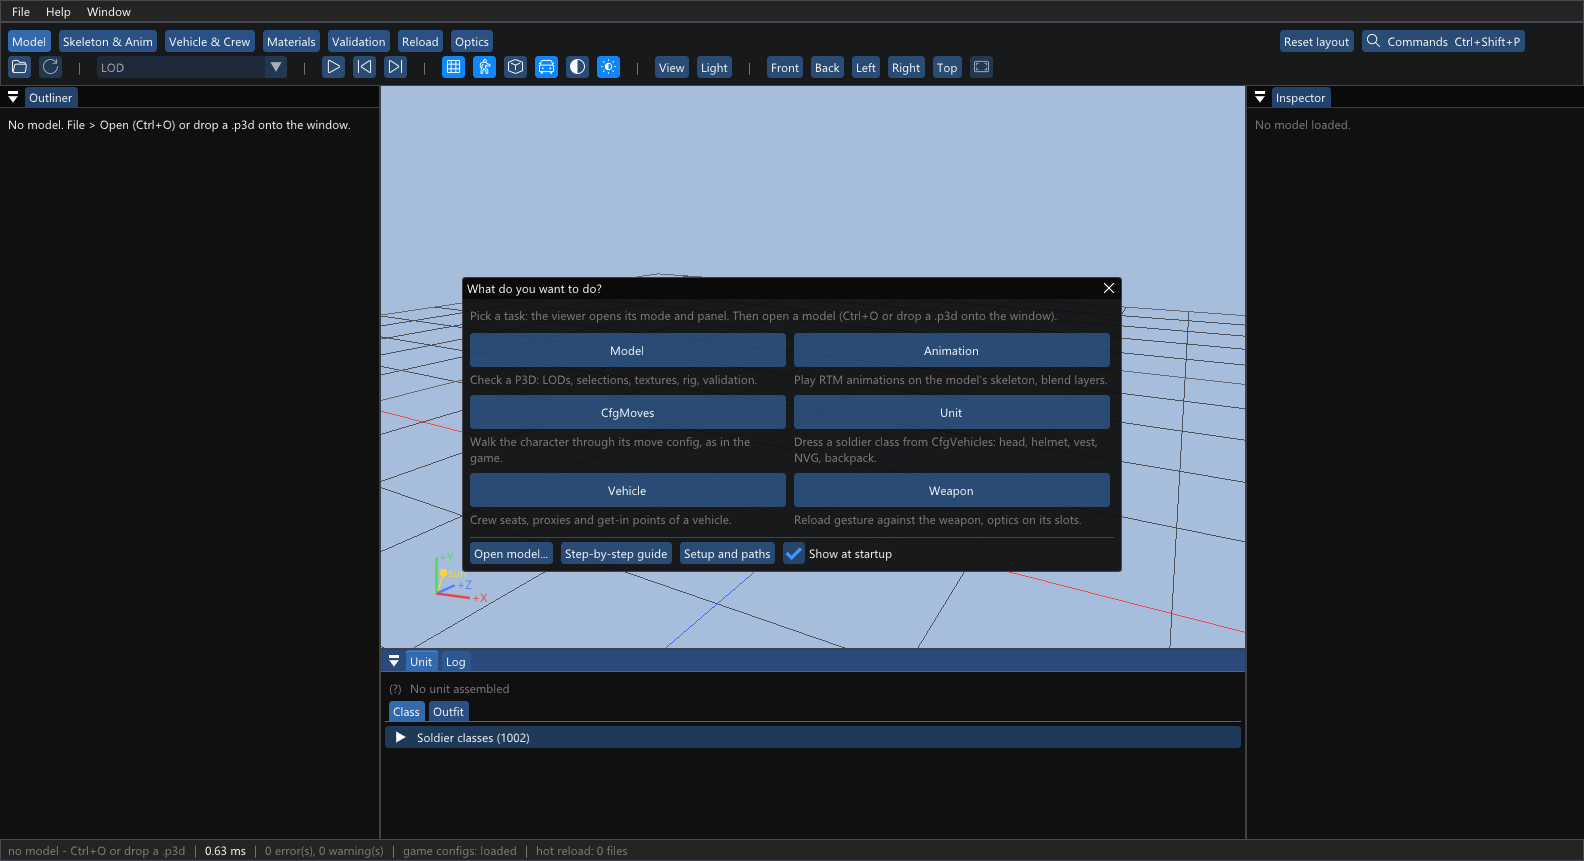 File Help Window
Model Skeleton & Anim Vehicle & Crew Materials Validation Reload Optics Reset layout Commands Ctrl+Shift+P
LOD View Light Front Back Left Right Top
Outliner
Inspector
No model. File > Open (Ctrl+O) or drop a .p3d onto the window.
No model loaded.
What do you want to do?
Pick a task: the viewer opens its mode and panel. Then open a model (Ctrl+O or drop a .p3d onto the window).
Model Animation
Check a P3D: LODs, selections, textures, rig, validation. Play RTM animations on the model's skeleton, blend layers.
CfgMoves Unit
Walk the character through its move config, as in the
game.
Dress a soldier class from CfgVehicles: head, helmet, vest,
NVG, backpack.
Vehicle Weapon
Crew seats, proxies and get-in points of a vehicle. Reload gesture against the weapon, optics on its slots.
Open model... Step-by-step guide Setup and paths Show at startup
+Y
sun
+Z
+X
Unit Log
(?) No unit assembled
Class Outfit
Soldier classes (1002)
no model - Ctrl+O or drop a .p3d | 0.63 ms | 0 error(s), 0 warning(s) | game configs: loaded | hot reload: 0 files